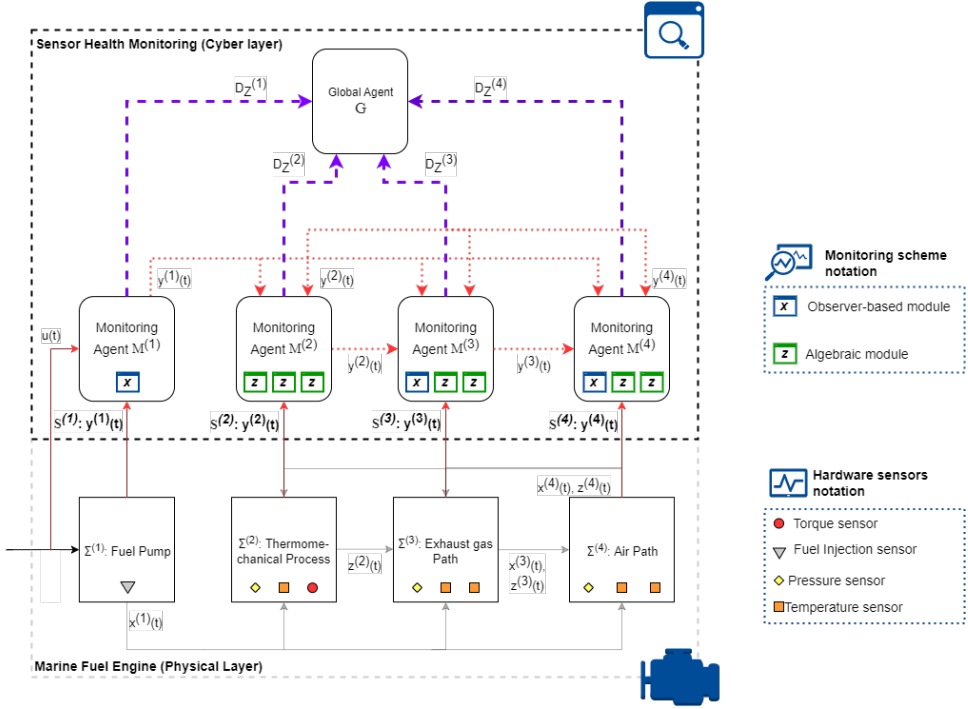 Sensor Health Monitoring (Cyber layer)
Global Agent
G
D_Z^(1)
D_Z^(4)
D_Z^(2)
D_Z^(3)
y^(1)(t)
y^(2)(t)
y^(4)(t)
u(t)
Monitoring
Agent M^(1)
x
Monitoring
Agent M^(2)
z z z
y^(2)(t)
Monitoring
Agent M^(3)
x z z
y^(3)(t)
Monitoring
Agent M^(4)
x z z
S^(1): y^(1)(t)
S^(2): y^(2)(t)
S^(3): y^(3)(t)
S^(4): y^(4)(t)
x^(4)(t), z^(4)(t)
Σ^(1): Fuel Pump
Σ^(2): Thermome-
chanical Process
z^(2)(t)
Σ^(3): Exhaust gas
Path
x^(3)(t),
z^(3)(t)
Σ^(4): Air Path
x^(1)(t)
Marine Fuel Engine (Physical Layer)
Monitoring scheme
notation
x Observer-based module
z Algebraic module
Hardware sensors
notation
Torque sensor
Fuel Injection sensor
Pressure sensor
Temperature sensor